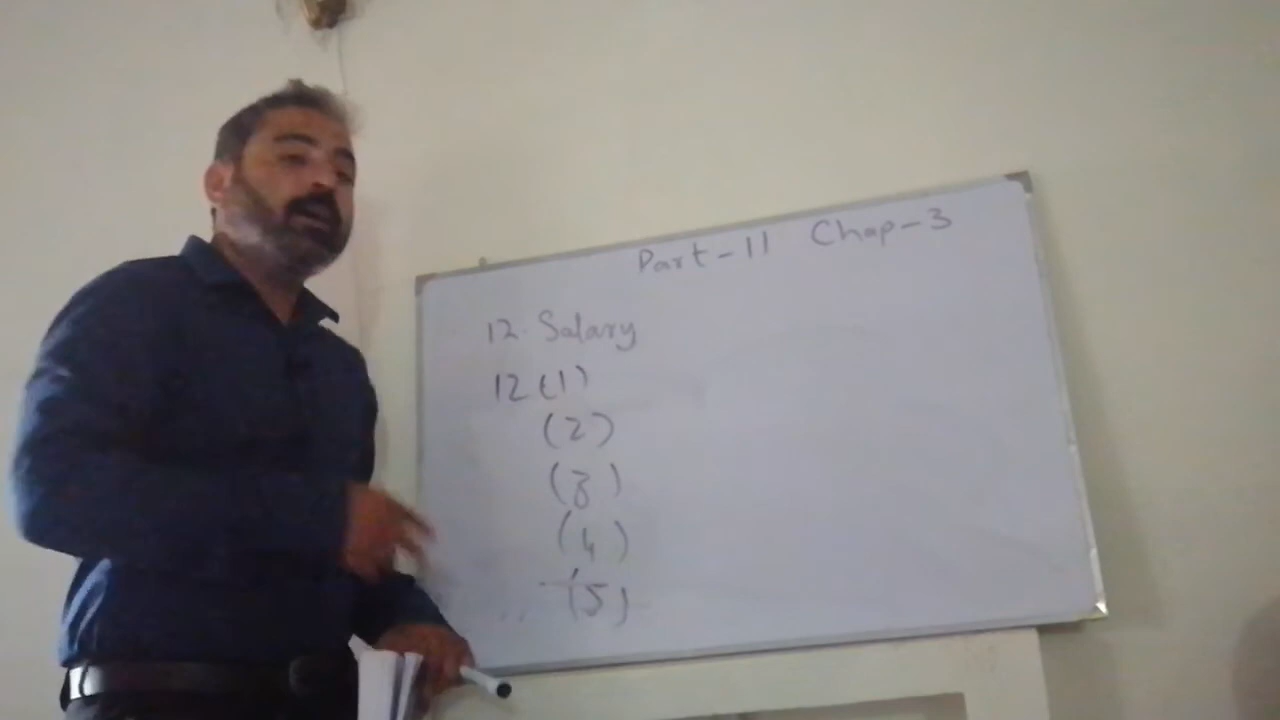 Part-11 Chap-3
12. Salary
12 (1)
(2)
(3)
(4)
(5)